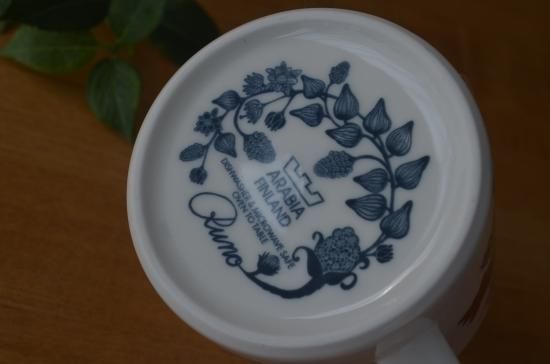 ARABIA
FINLAND
DISHWASHER & MICROWAVE SAFE
OVEN TO TABLE
Runo